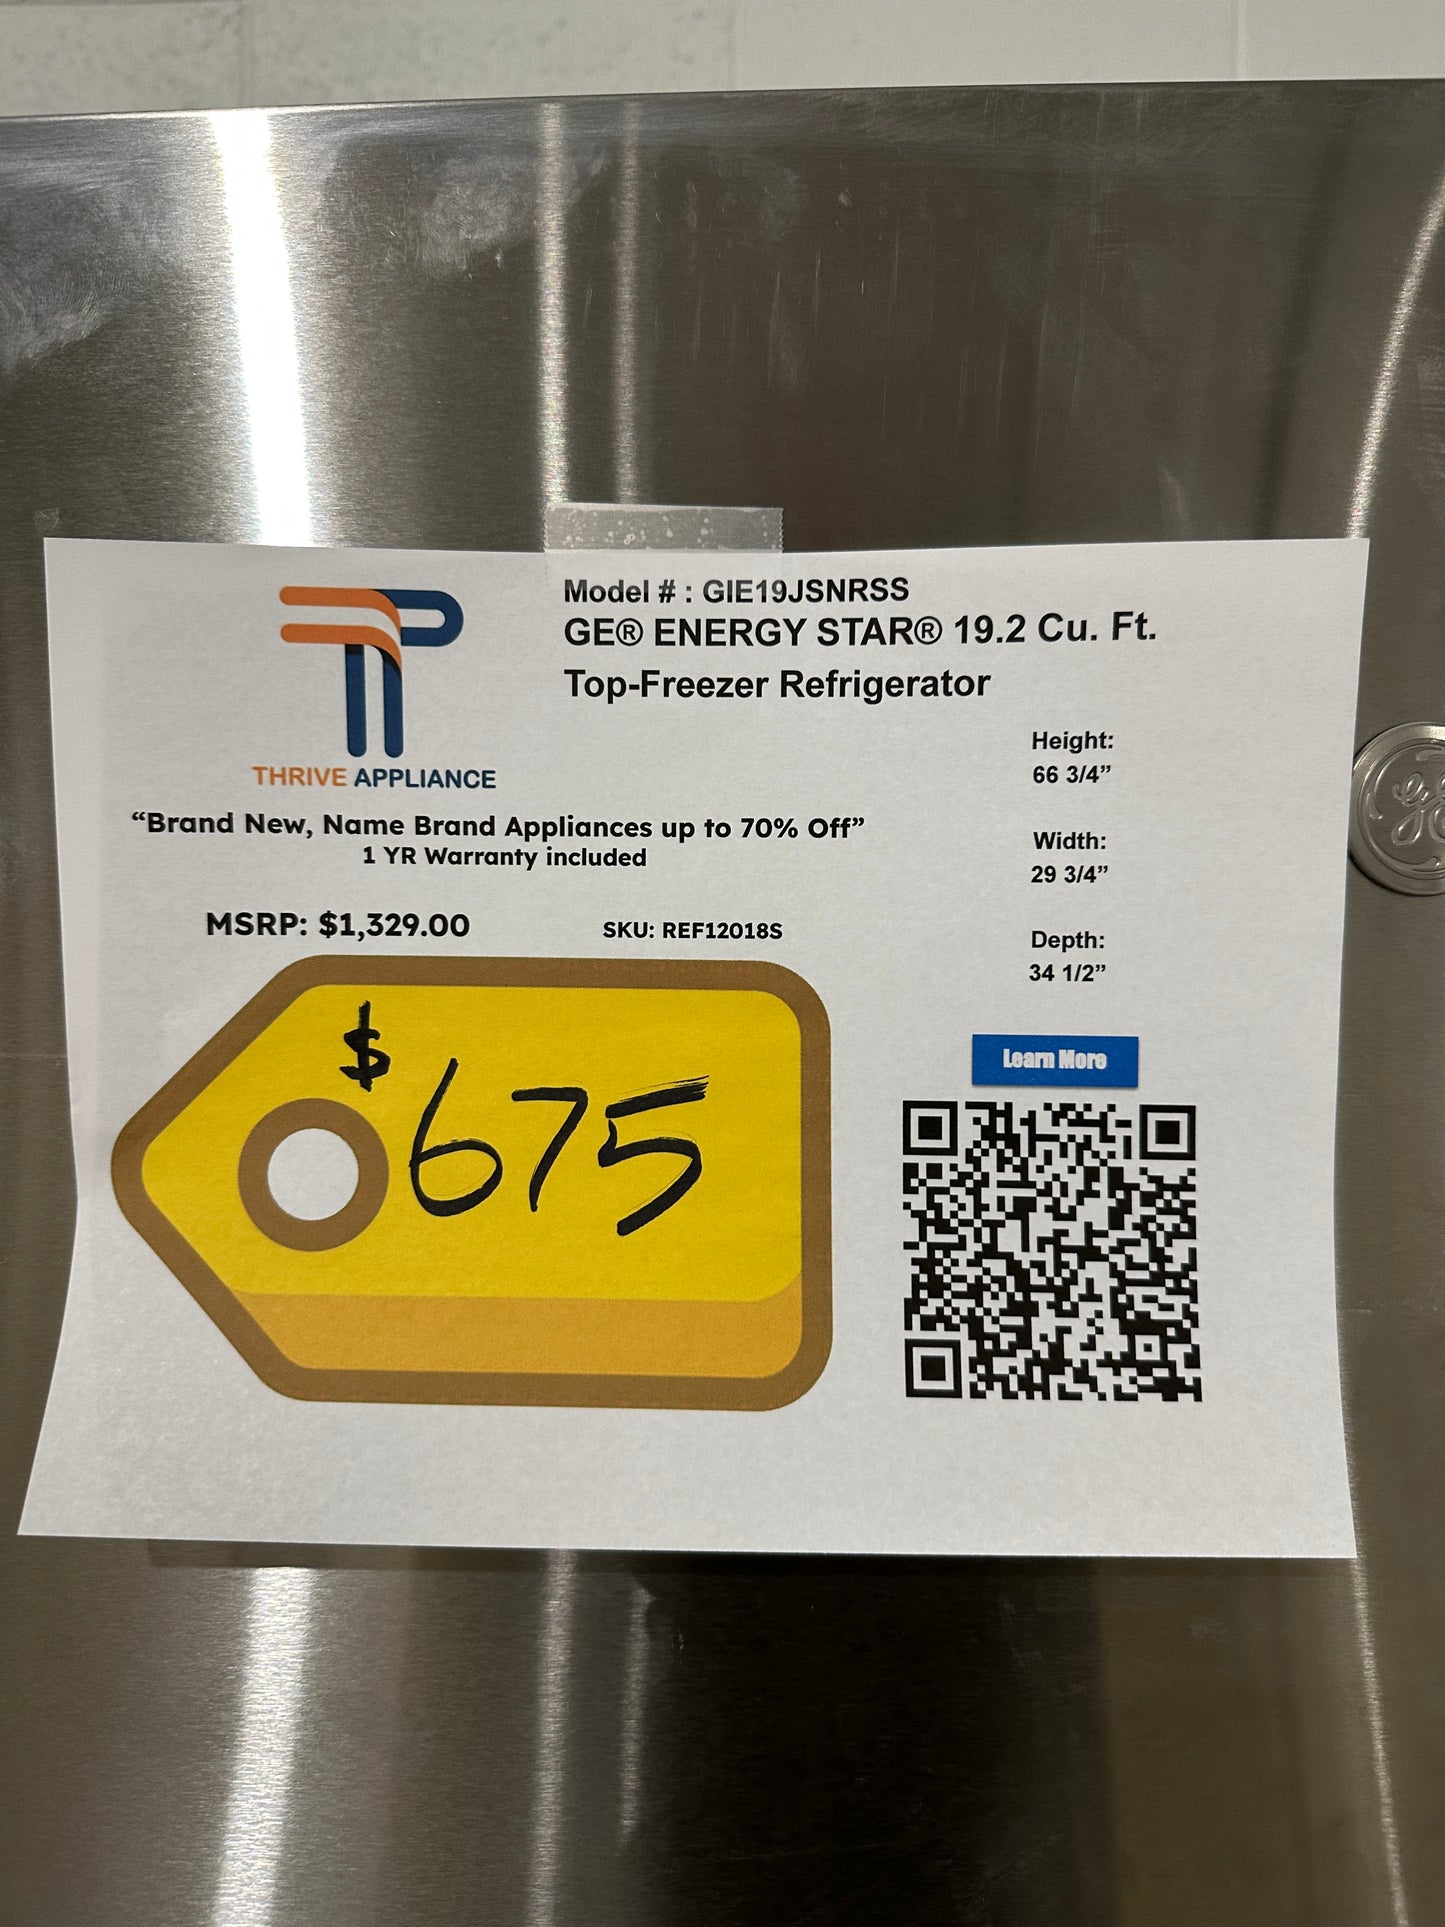 Model # : GIE19JSNRSS
GE® ENERGY STAR® 19.2 Cu. Ft.
Top-Freezer Refrigerator
THRIVE APPLIANCE
“Brand New, Name Brand Appliances up to 70% Off”
1 YR Warranty included
MSRP: $1,329.00
SKU: REF12018S
$675
Height:
66 3/4”
Width:
29 3/4”
Depth:
34 1/2”
Learn More
GE